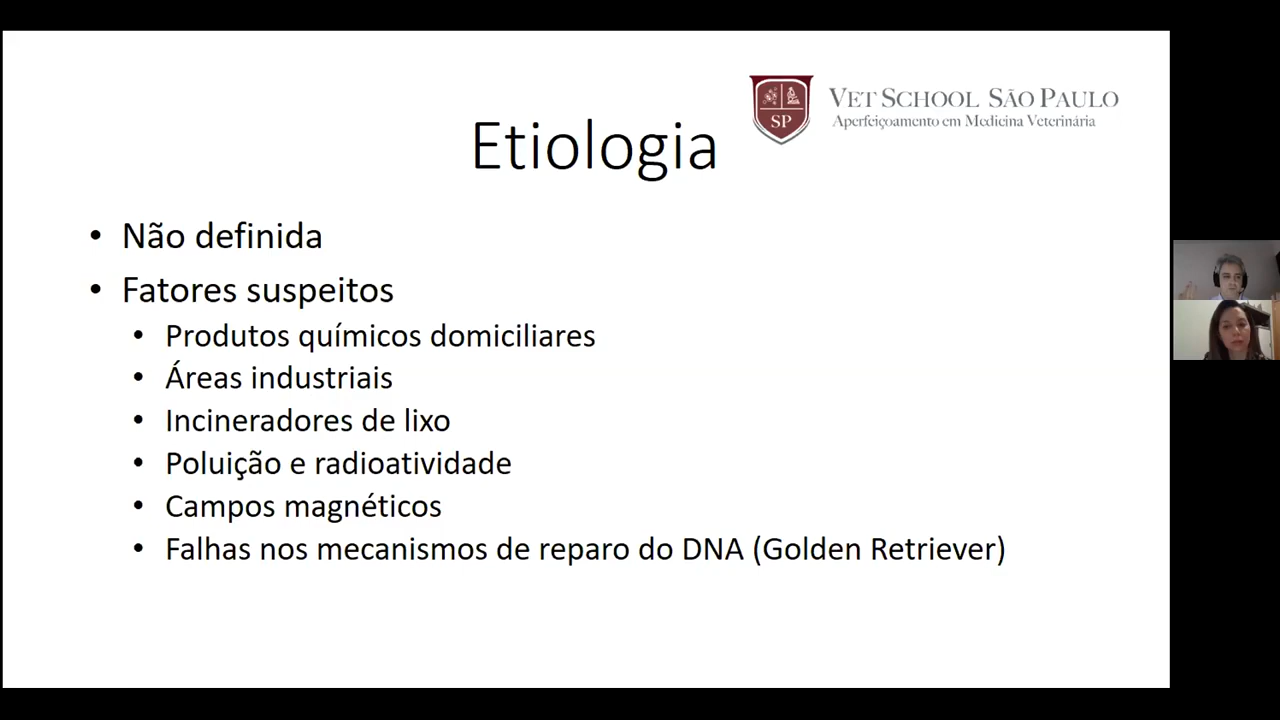 VET SCHOOL SÃO PAULO
Aperfeiçoamento em Medicina Veterinária
SP
Etiologia
• Não definida
• Fatores suspeitos
• Produtos químicos domiciliares
• Áreas industriais
• Incineradores de lixo
• Poluição e radioatividade
• Campos magnéticos
• Falhas nos mecanismos de reparo do DNA (Golden Retriever)